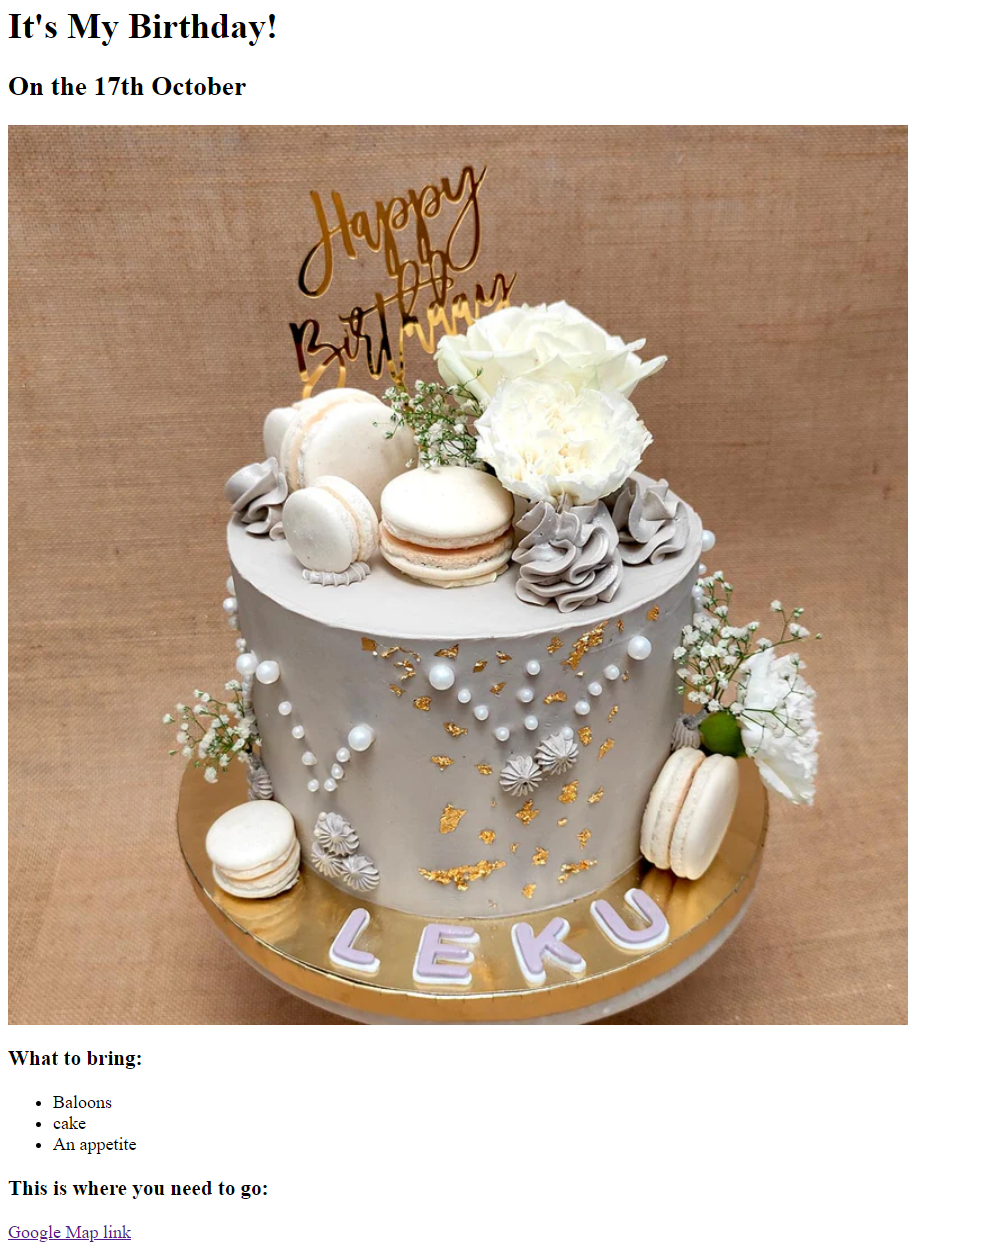 It's My Birthday!
On the 17th October
Happy
Birthday
LEKU
What to bring:
Baloons
cake
An appetite
This is where you need to go:
Google Map link